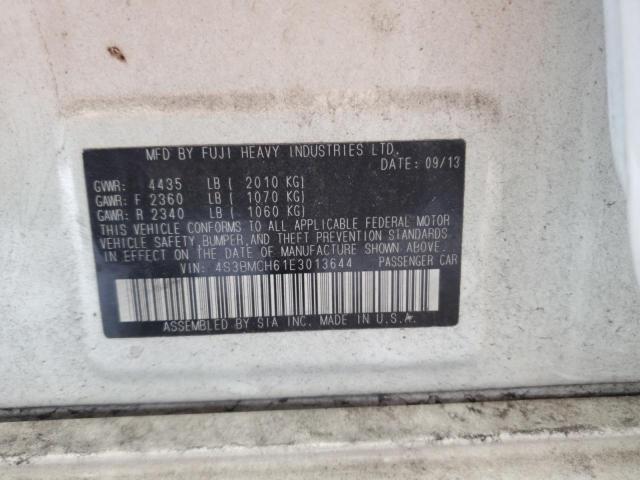 MFD BY FUJI HEAVY INDUSTRIES LTD.
DATE: 09/13
GVWR: 4435 LB ( 2010 KG)
GAWR: F 2360 LB ( 1070 KG)
GAWR: R 2340 LB ( 1060 KG)
THIS VEHICLE CONFORMS TO ALL APPLICABLE FEDERAL MOTOR
VEHICLE SAFETY, BUMPER, AND THEFT PREVENTION STANDARDS
IN EFFECT ON THE DATE OF MANUFACTURE SHOWN ABOVE.
VIN: 4S3BMCH61E3013644 PASSENGER CAR
ASSEMBLED BY SIA INC. MADE IN U.S.A.